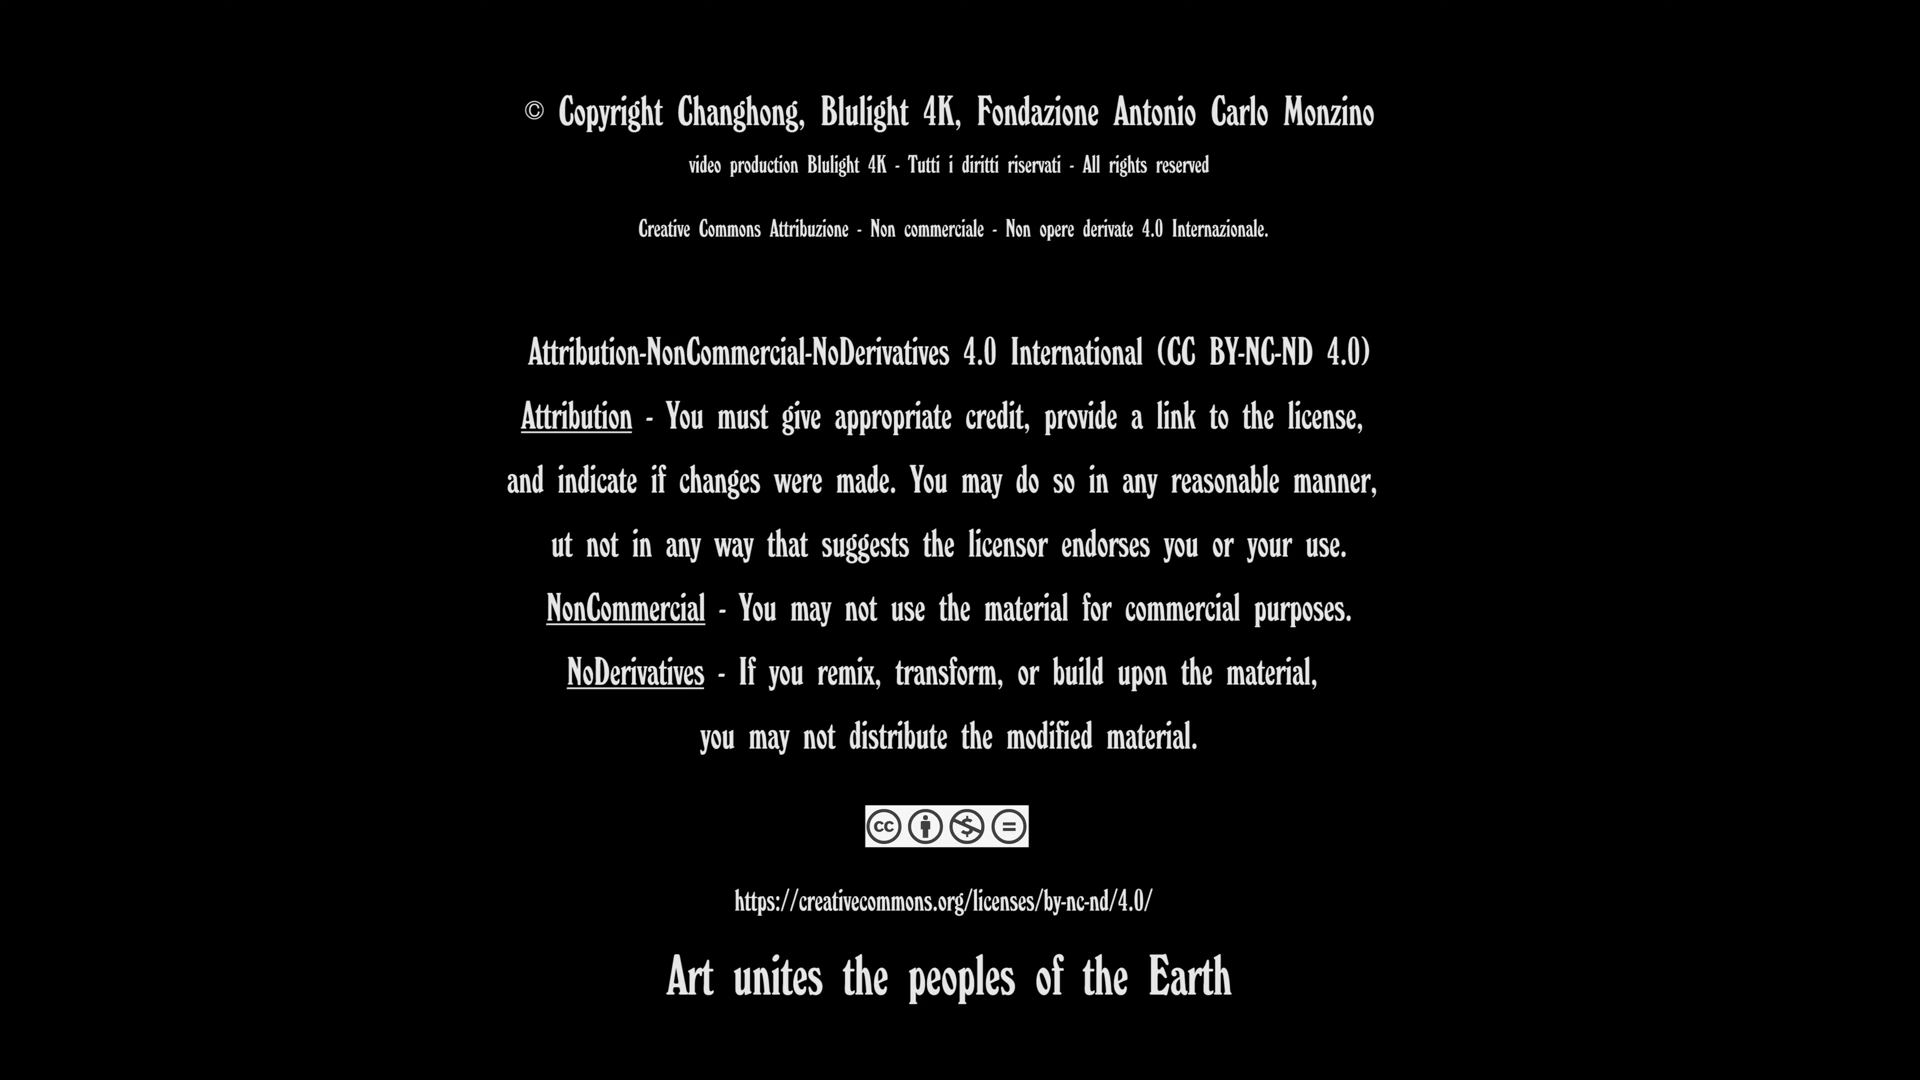 © Copyright Changhong, Blulight 4K, Fondazione Antonio Carlo Monzino
video production Blulight 4K - Tutti i diritti riservati - All rights reserved
Creative Commons Attribuzione - Non commerciale - Non opere derivate 4.0 Internazionale.
Attribution-NonCommercial-NoDerivatives 4.0 International (CC BY-NC-ND 4.0)
Attribution - You must give appropriate credit, provide a link to the license,
and indicate if changes were made. You may do so in any reasonable manner,
ut not in any way that suggests the licensor endorses you or your use.
NonCommercial - You may not use the material for commercial purposes.
NoDerivatives - If you remix, transform, or build upon the material,
you may not distribute the modified material.
cc $ =
https://creativecommons.org/licenses/by-nc-nd/4.0/
Art unites the peoples of the Earth